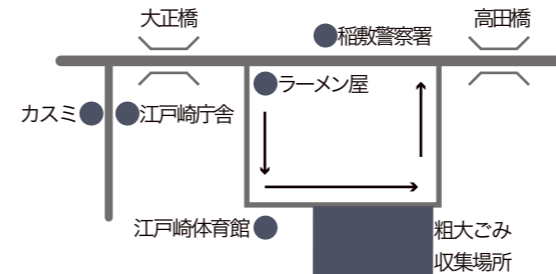 大正橋
高田橋
稲敷警察署
ラーメン屋
カスミ
江戸崎庁舎
江戸崎体育館
粗大ごみ
収集場所